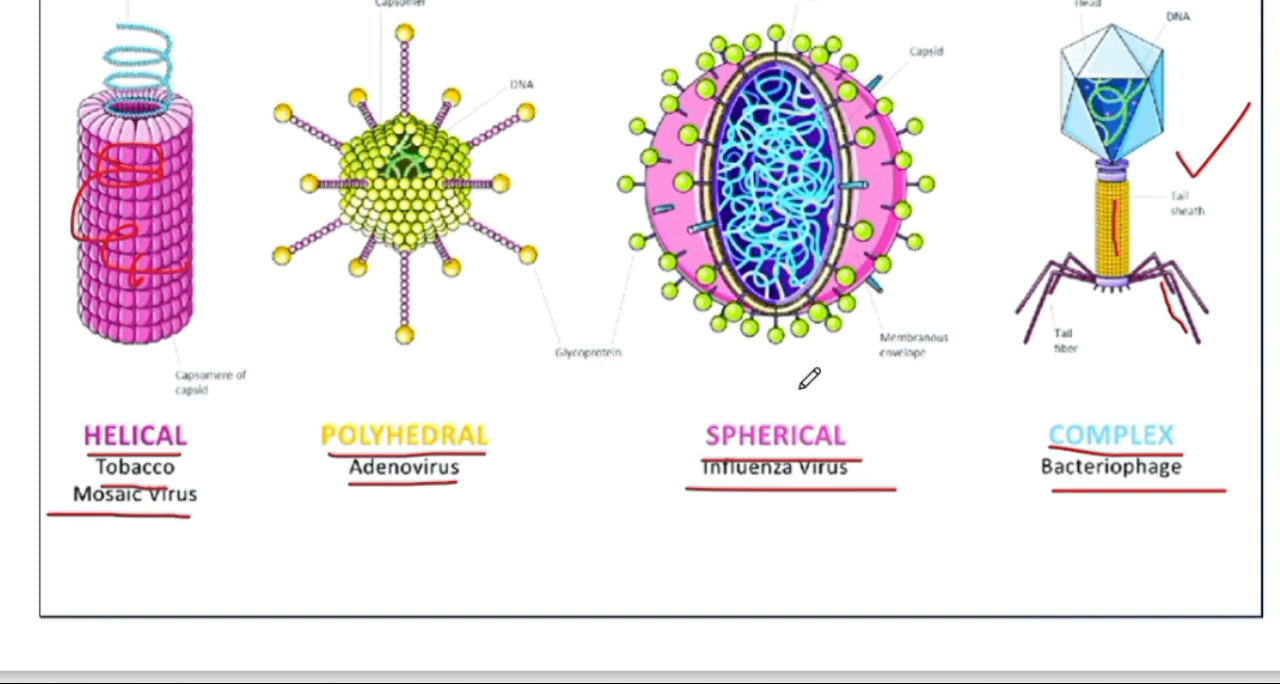 Capsomer
Head
DNA
Capsid
DNA
Tail
sheath
Tail
fiber
Membranous
envelope
Glycoprotein
Capsomere of
capsid
HELICAL
Tobacco
Mosaic Virus
POLYHEDRAL
Adenovirus
SPHERICAL
Influenza Virus
COMPLEX
Bacteriophage